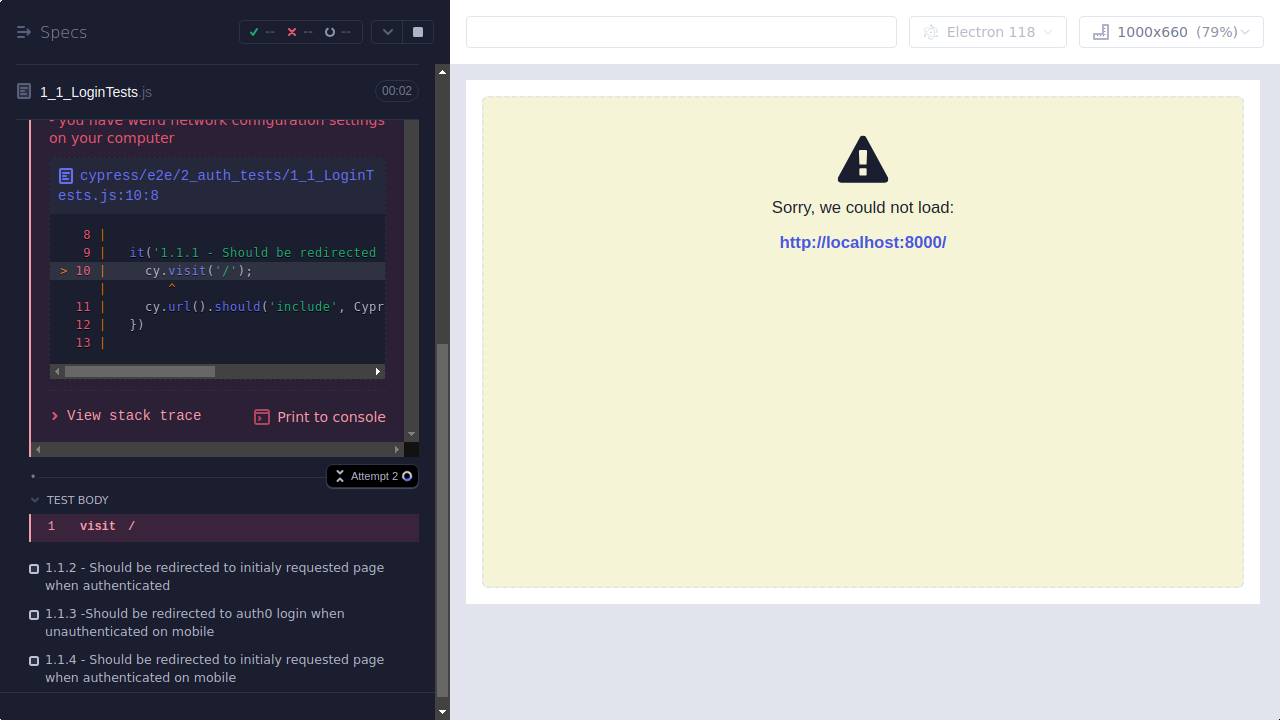 Specs
-- -- --
Electron 118
1000x660 (79%)
1_1_LoginTests.js
00:02
- you have weird network configuration settings
on your computer
cypress/e2e/2_auth_tests/1_1_LoginT
ests.js:10:8
8 |
9 | it('1.1.1 - Should be redirected
> 10 | cy.visit('/');
| ^
11 | cy.url().should('include', Cypr
12 | })
13 |
View stack trace
Print to console
Attempt 2
TEST BODY
1 visit /
1.1.2 - Should be redirected to initialy requested page
when authenticated
1.1.3 -Should be redirected to auth0 login when
unauthenticated on mobile
1.1.4 - Should be redirected to initialy requested page
when authenticated on mobile
Sorry, we could not load:
http://localhost:8000/